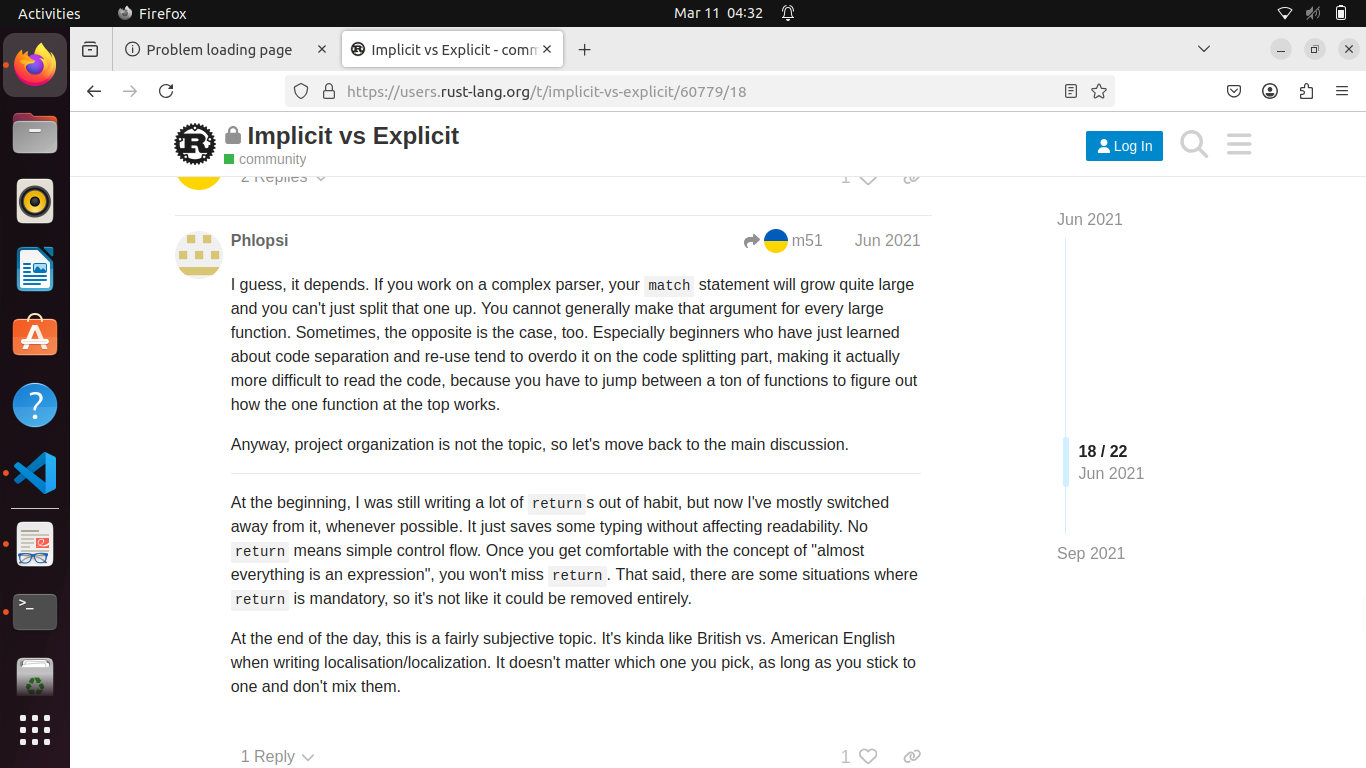 Activities
Firefox
Mar 11 04:32
Problem loading page
Implicit vs Explicit - comm
https://users.rust-lang.org/t/implicit-vs-explicit/60779/18
Implicit vs Explicit
community
Log In
2 Replies
1
Phlopsi
m51
Jun 2021
I guess, it depends. If you work on a complex parser, your match statement will grow quite large
and you can't just split that one up. You cannot generally make that argument for every large
function. Sometimes, the opposite is the case, too. Especially beginners who have just learned
about code separation and re-use tend to overdo it on the code splitting part, making it actually
more difficult to read the code, because you have to jump between a ton of functions to figure out
how the one function at the top works.
Anyway, project organization is not the topic, so let's move back to the main discussion.
At the beginning, I was still writing a lot of returns out of habit, but now I've mostly switched
away from it, whenever possible. It just saves some typing without affecting readability. No
return means simple control flow. Once you get comfortable with the concept of "almost
everything is an expression", you won't miss return. That said, there are some situations where
return is mandatory, so it's not like it could be removed entirely.
At the end of the day, this is a fairly subjective topic. It's kinda like British vs. American English
when writing localisation/localization. It doesn't matter which one you pick, as long as you stick to
one and don't mix them.
1 Reply
1
Jun 2021
18 / 22
Jun 2021
Sep 2021